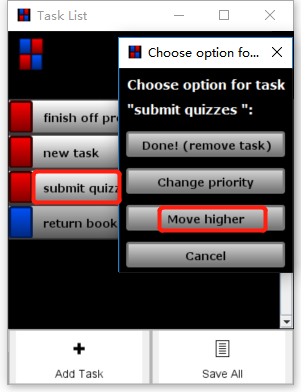 Task List
Choose option fo...
Choose option for task
"submit quizzes ":
finish off pr
new task
submit quizz
return book
Done! (remove task)
Change priority
Move higher
Cancel
Add Task
Save All